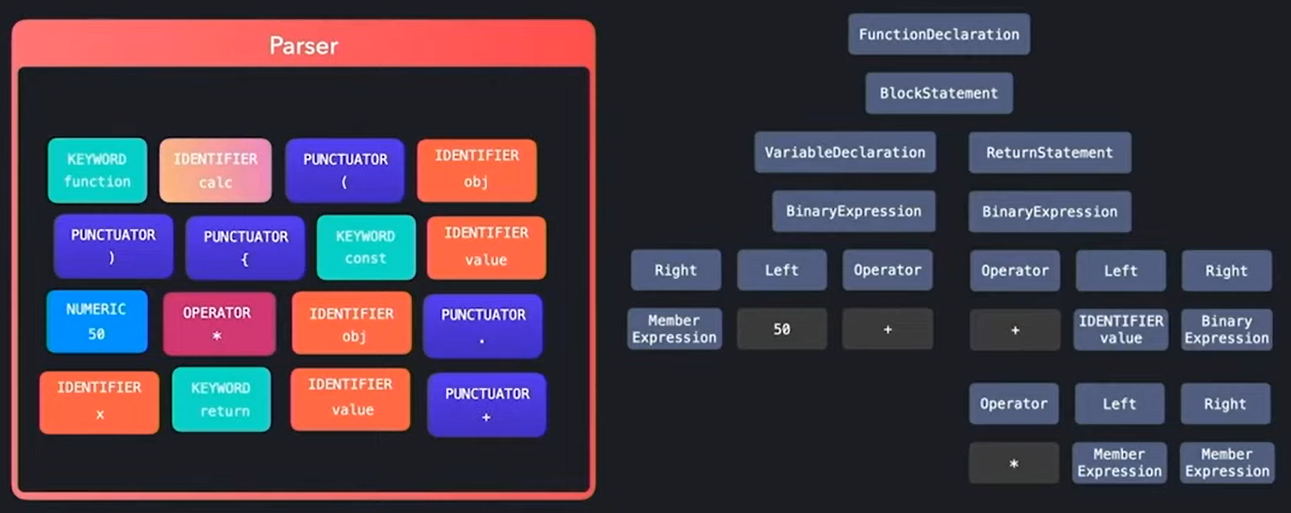 Parser
KEYWORD
function
IDENTIFIER
calc
PUNCTUATOR
(
IDENTIFIER
obj
PUNCTUATOR
)
PUNCTUATOR
{
KEYWORD
const
IDENTIFIER
value
NUMERIC
50
OPERATOR
*
IDENTIFIER
obj
PUNCTUATOR
.
IDENTIFIER
x
KEYWORD
return
IDENTIFIER
value
PUNCTUATOR
+
FunctionDeclaration
BlockStatement
VariableDeclaration
ReturnStatement
BinaryExpression
BinaryExpression
Right
Left
Operator
Operator
Left
Right
Member
Expression
50
+
+
IDENTIFIER
value
Binary
Expression
Operator
Left
Right
*
Member
Expression
Member
Expression